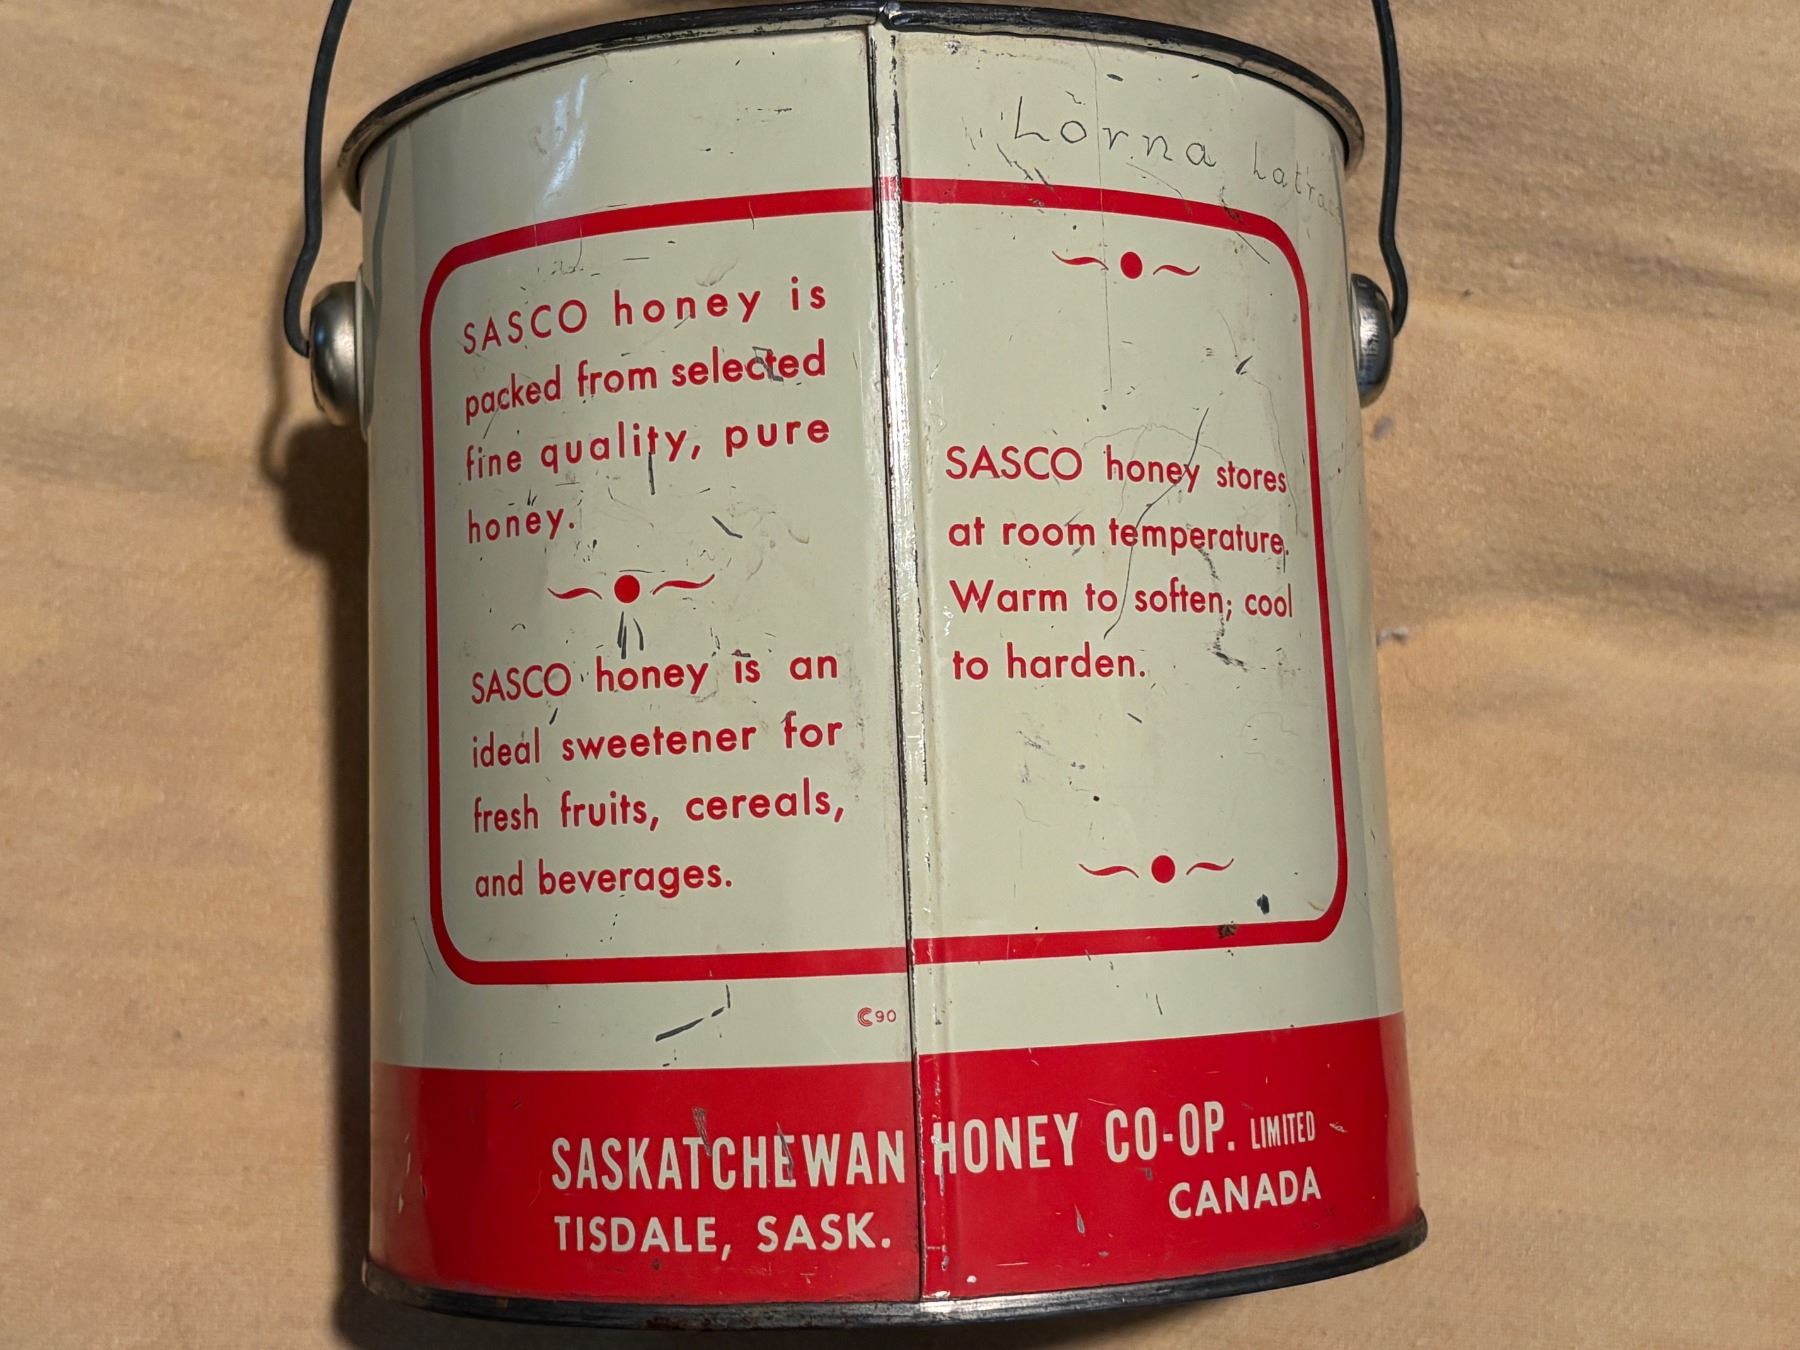 Lorna
SASCO honey is
packed from selected
fine quality, pure
honey.
SASCO honey is an
ideal sweetener for
fresh fruits, cereals,
and beverages.
SASCO honey stores
at room temperature.
Warm to soften; cool
to harden.
C 90
SASKATCHEWAN HONEY CO-OP. LIMITED
TISDALE, SASK. CANADA